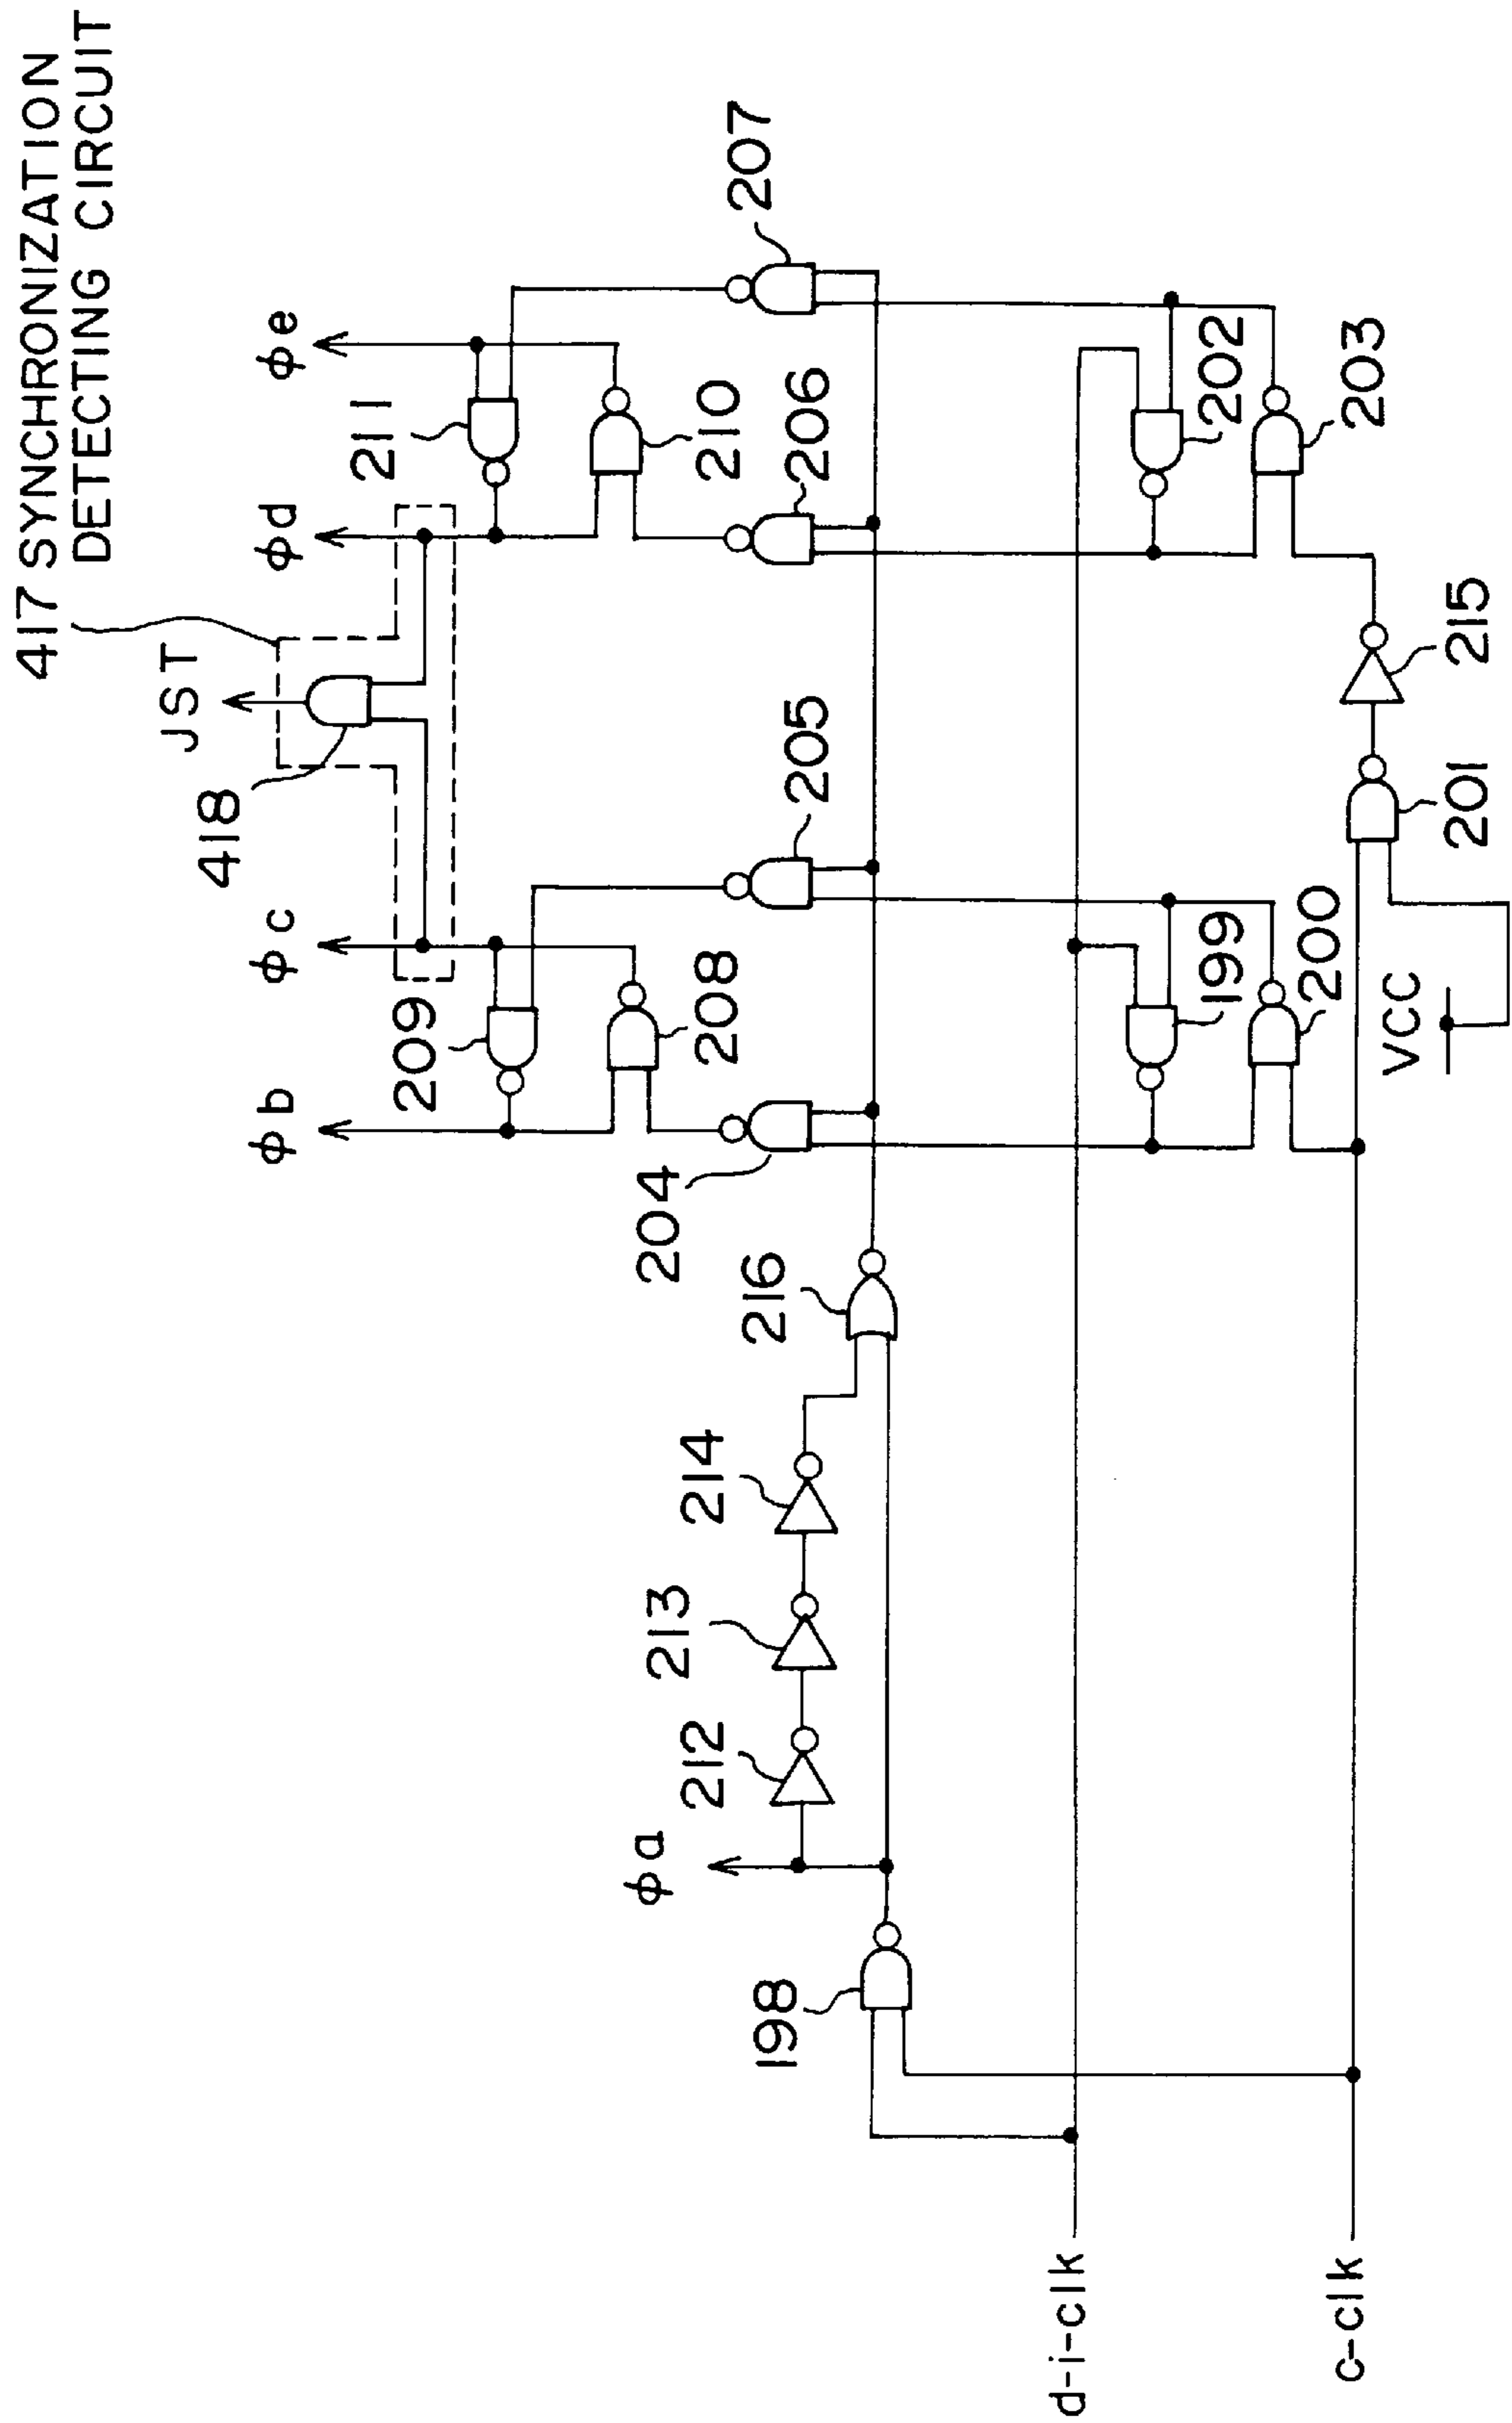 417 SYNCHRONIZATION
DETECTING CIRCUIT
JST
418
φb
φc
φd
φe
209
211
208
210
204
205
206
207
φa
212
213
214
216
198
199
202
200
203
VCC
201
215
d-i-clk
c-clk